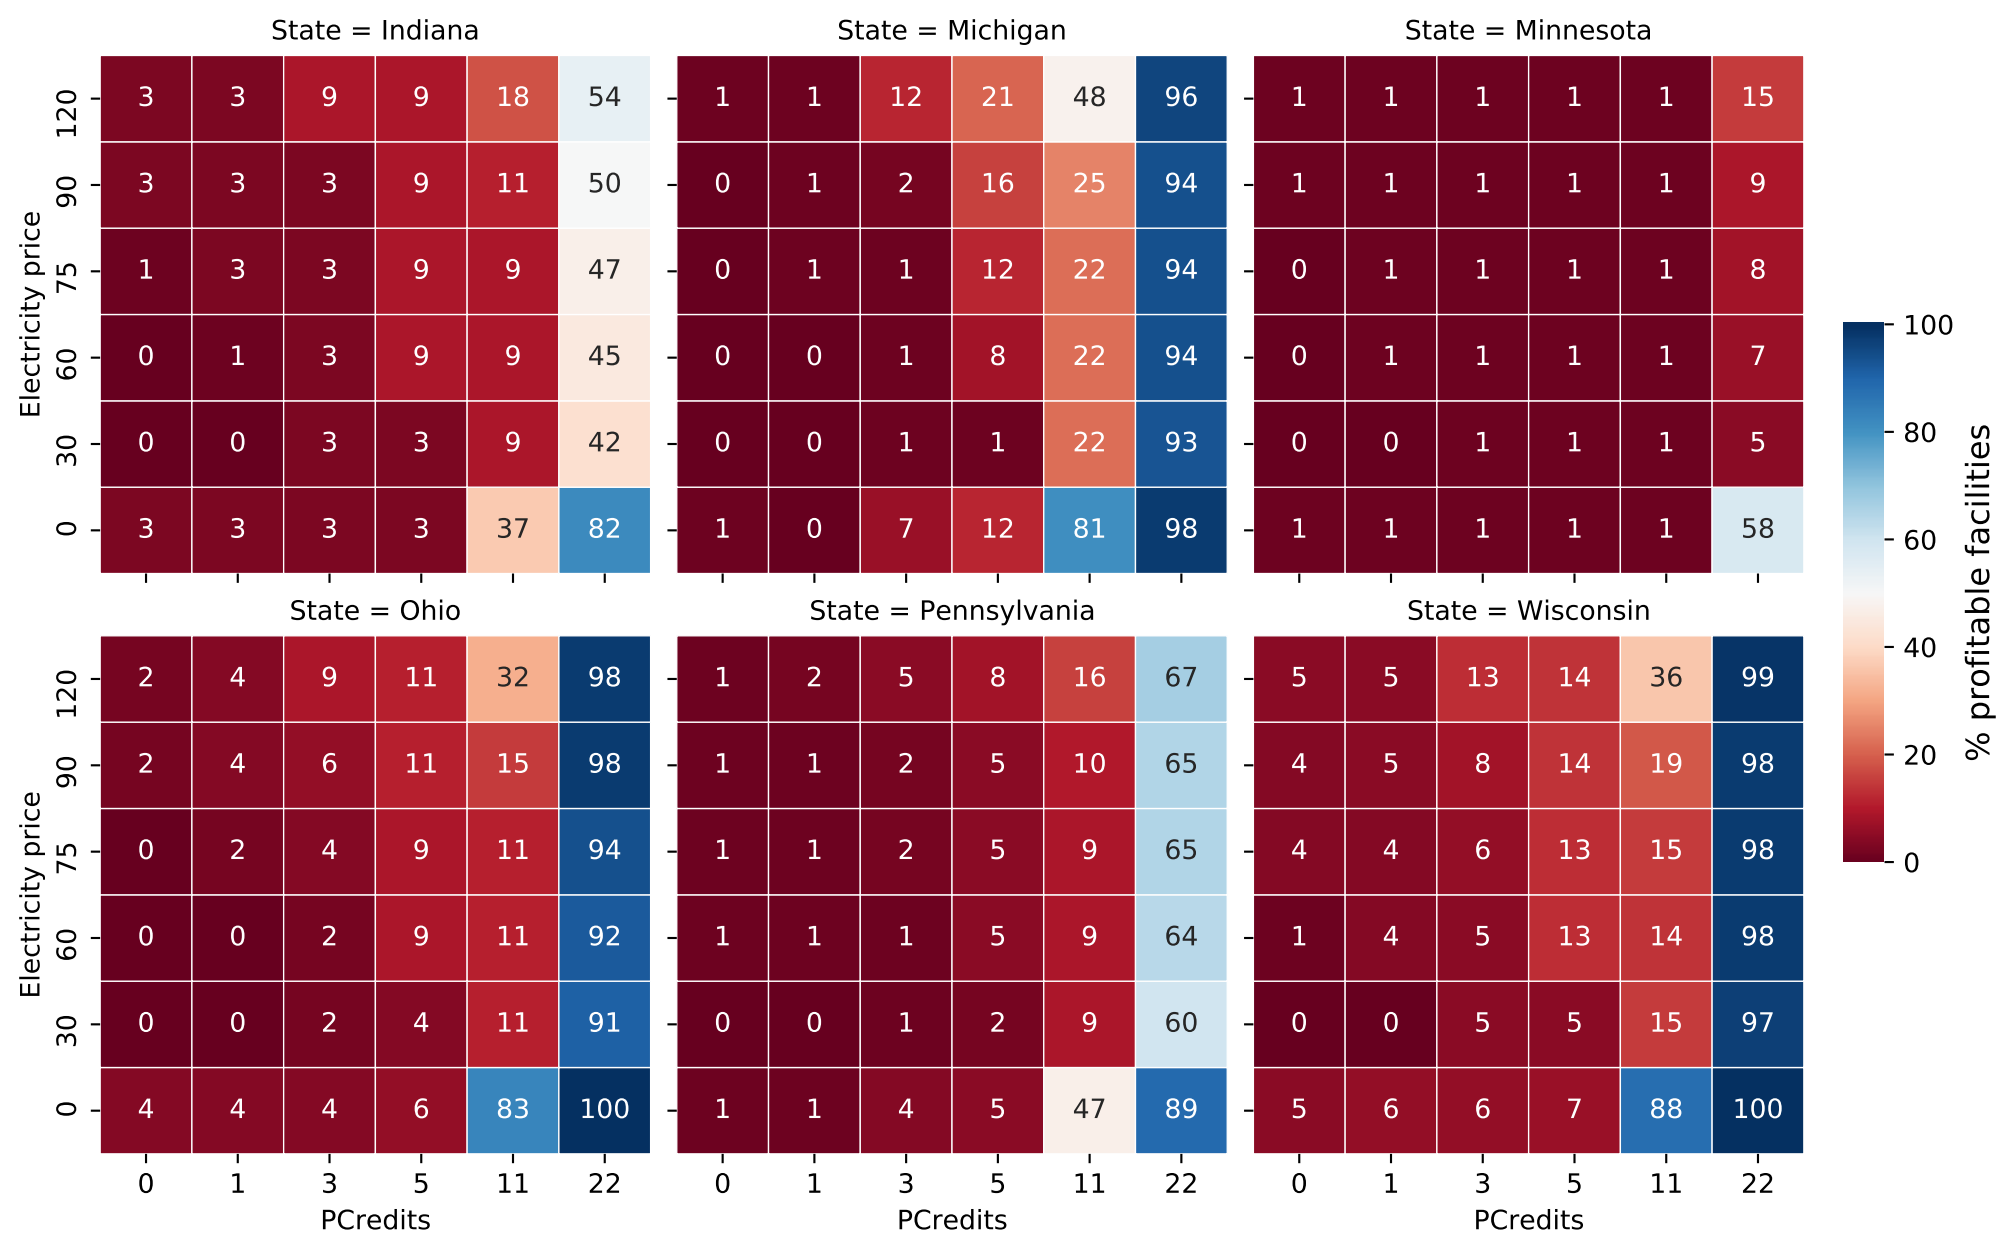 State = Indiana State = Michigan State = Minnesota
120 3 3 9 9 18 54 1 1 12 21 48 96 1 1 1 1 1 15
90 3 3 3 9 11 50 0 1 2 16 25 94 1 1 1 1 1 9
75 1 3 3 9 9 47 0 1 1 12 22 94 0 1 1 1 1 8
60 0 1 3 9 9 45 0 0 1 8 22 94 0 1 1 1 1 7
30 0 0 3 3 9 42 0 0 1 1 22 93 0 0 1 1 1 5
0 3 3 3 3 37 82 1 0 7 12 81 98 1 1 1 1 1 58
Electricity price
State = Ohio State = Pennsylvania State = Wisconsin
120 2 4 9 11 32 98 1 2 5 8 16 67 5 5 13 14 36 99
90 2 4 6 11 15 98 1 1 2 5 10 65 4 5 8 14 19 98
75 0 2 4 9 11 94 1 1 2 5 9 65 4 4 6 13 15 98
60 0 0 2 9 11 92 1 1 1 5 9 64 1 4 5 13 14 98
30 0 0 2 4 11 91 0 0 1 2 9 60 0 0 5 5 15 97
0 4 4 4 6 83 100 1 1 4 5 47 89 5 6 6 7 88 100
Electricity price
0 1 3 5 11 22 0 1 3 5 11 22 0 1 3 5 11 22
PCredits PCredits PCredits
100
80
60
40
20
0
% profitable facilities